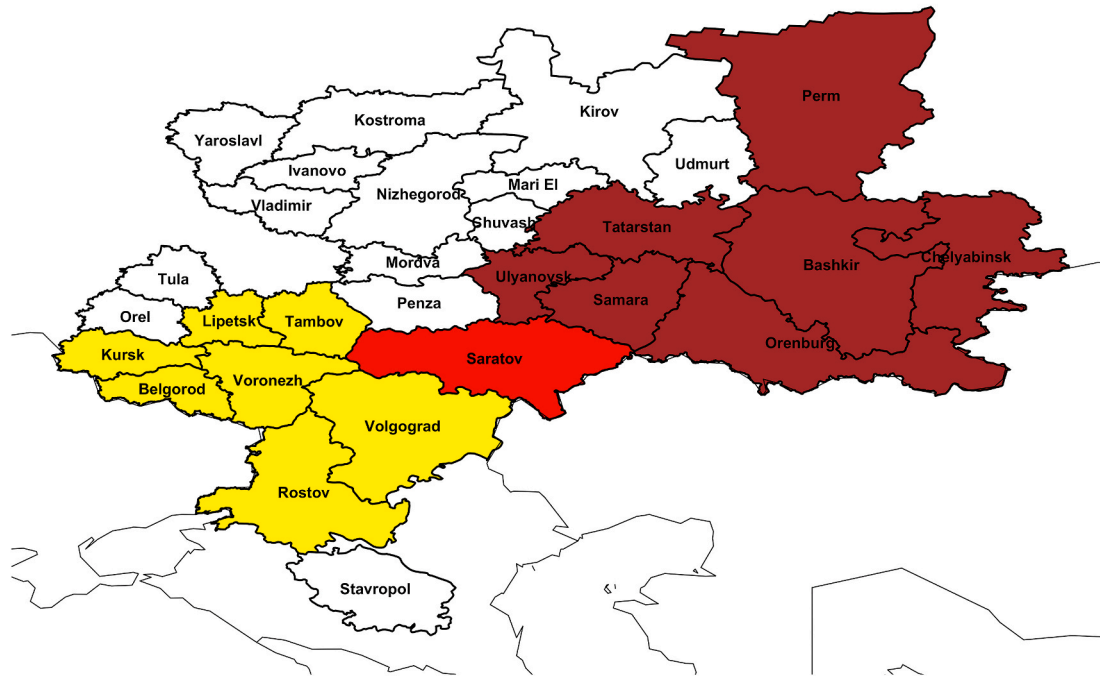 Perm
Kirov
Kostroma
Yaroslavl
Udmurt
Ivanovo
Mari El
Nizhegorod
Vladimir
Chuvash
Tatarstan
Chelyabinsk
Mordva
Bashkir
Tula
Ulyanovsk
Samara
Penza
Orel
Lipetsk
Tambov
Orenburg
Kursk
Saratov
Voronezh
Belgorod
Volgograd
Rostov
Stavropol